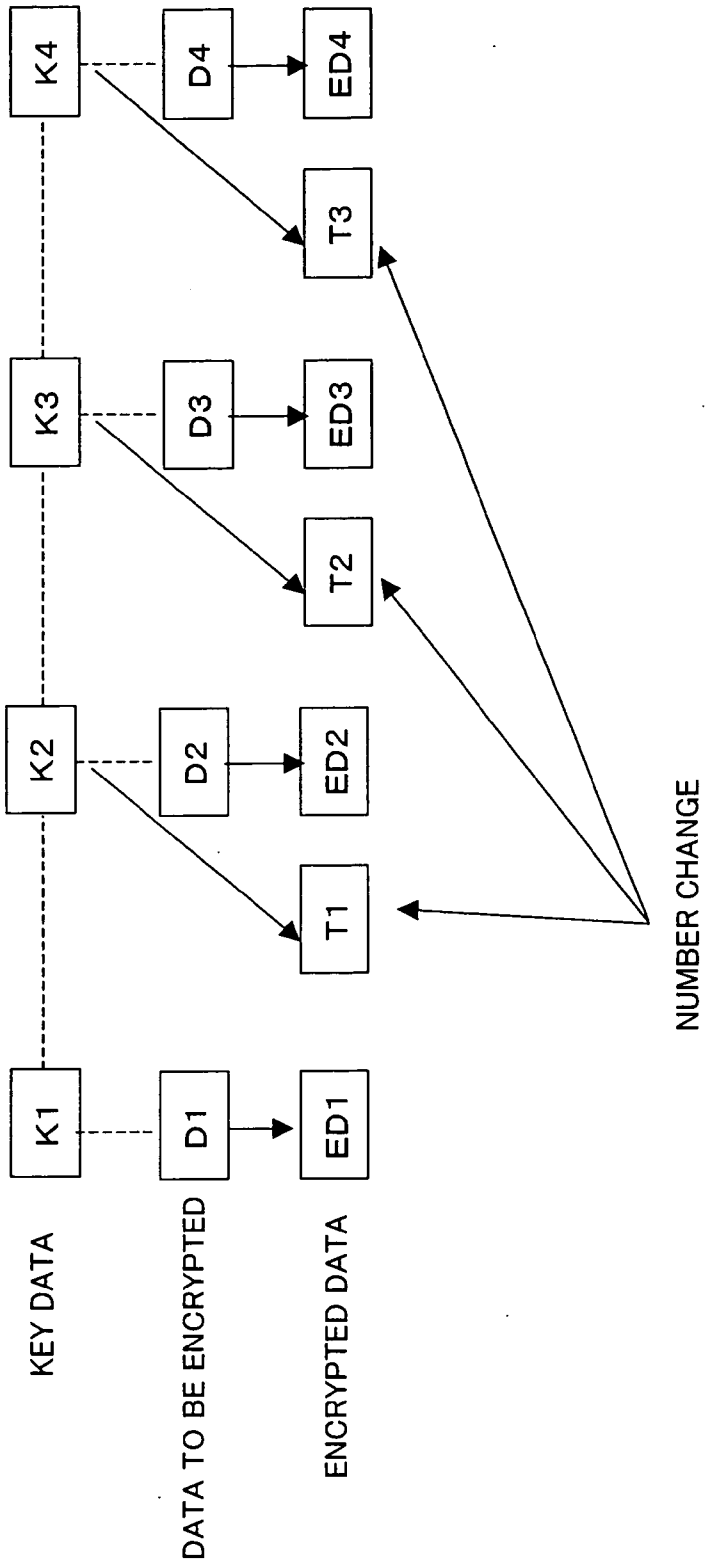 KEY DATA
K1
K2
K3
K4
DATA TO BE ENCRYPTED
D1
D2
D3
D4
ENCRYPTED DATA
ED1
T1
ED2
T2
ED3
T3
ED4
NUMBER CHANGE